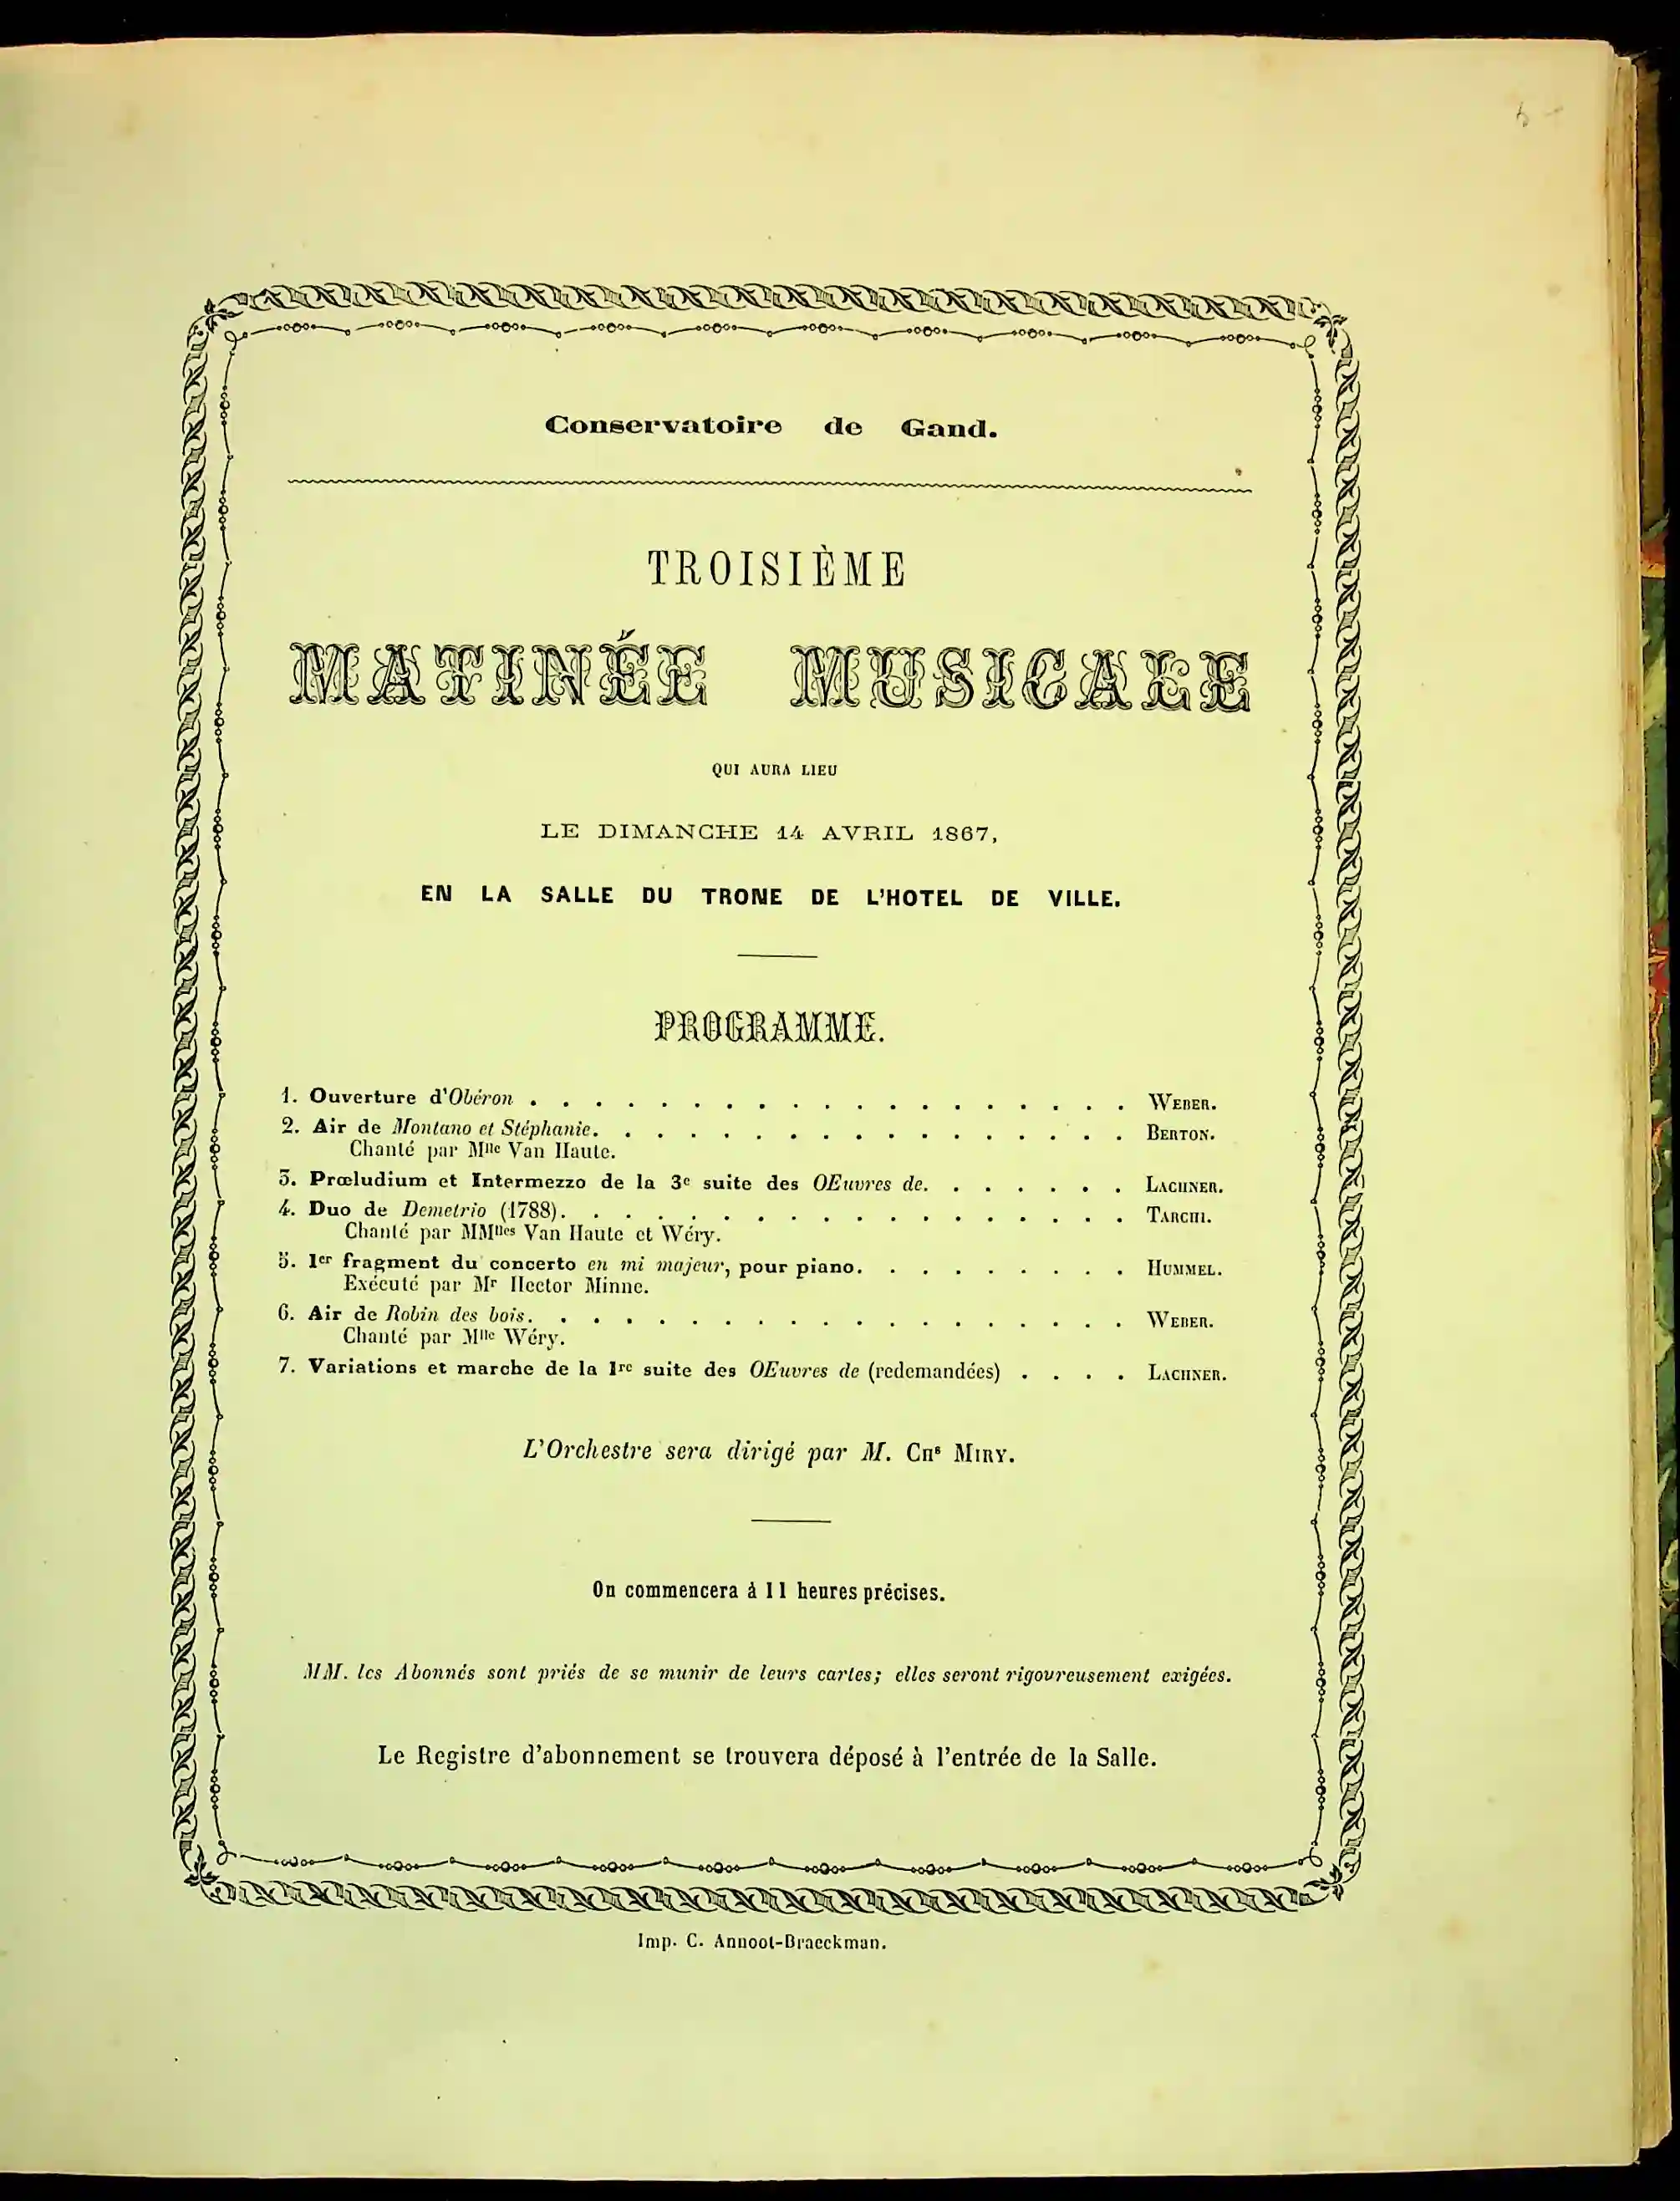 Conservatoire de Gand.
TROISIÈME
MATINÉE MUSICALE
QUI AURA LIEU
LE DIMANCHE 14 AVRIL 1867,
EN LA SALLE DU TRONE DE L'HOTEL DE VILLE.
PROGRAMME.
1. Ouverture d'Obéron . . . . . . . . . . . . . . . . . . . WEBER.
2. Air de Montano et Stéphanie. . . . . . . . . . . . . . . . . BERTON.
Chanté par Mlle Van Haute.
3. Prœludium et Intermezzo de la 3e suite des OEuvres de. . . . . . . LACHNER.
4. Duo de Demetrio (1788). . . . . . . . . . . . . . . . . . TARCHI.
Chanté par MMlles Van Haute et Wéry.
5. 1er fragment du concerto en mi majeur, pour piano. . . . . . . . . HUMMEL.
Exécuté par Mr Hector Minne.
6. Air de Robin des bois. . . . . . . . . . . . . . . . . . . WEBER.
Chanté par Mlle Wéry.
7. Variations et marche de la 1re suite des OEuvres de (redemandées) . . . . LACHNER.
L'Orchestre sera dirigé par M. CHs MIRY.
On commencera à 11 heures précises.
MM. les Abonnés sont priés de se munir de leurs cartes; elles seront rigoureusement exigées.
Le Registre d'abonnement se trouvera déposé à l'entrée de la Salle.
Imp. C. Annoot-Braeckman.